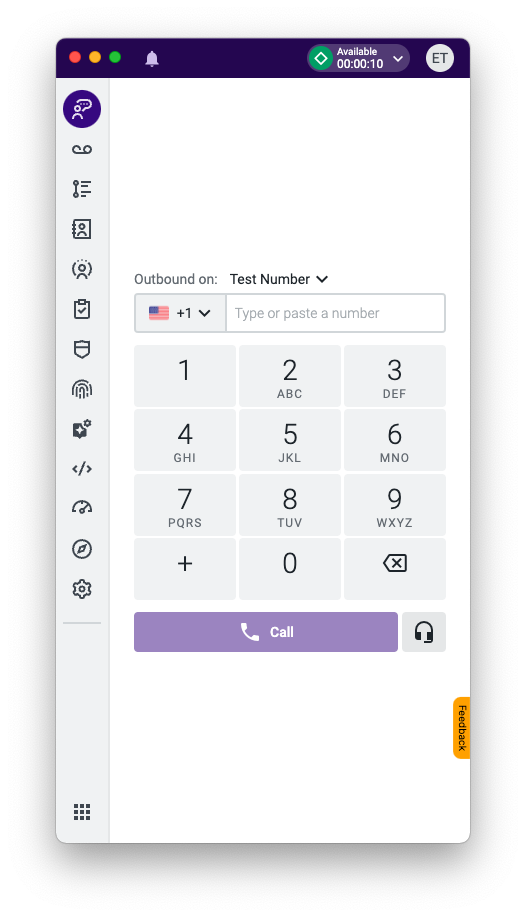 Available
00:00:10
ET
Outbound on: Test Number
+1 Type or paste a number
1 2 3
ABC DEF
4 5 6
GHI JKL MNO
7 8 9
PQRS TUV WXYZ
+ 0
Call
Feedback